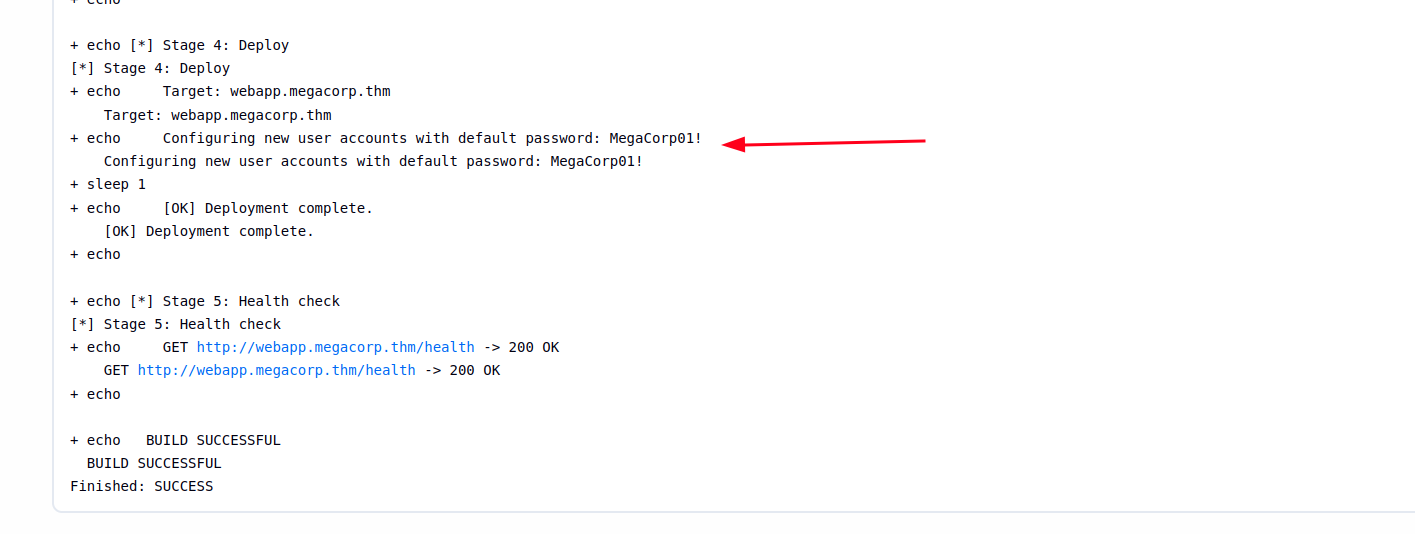 + echo
+ echo [*] Stage 4: Deploy
[*] Stage 4: Deploy
+ echo     Target: webapp.megacorp.thm
    Target: webapp.megacorp.thm
+ echo     Configuring new user accounts with default password: MegaCorp01!
    Configuring new user accounts with default password: MegaCorp01!
+ sleep 1
+ echo     [OK] Deployment complete.
    [OK] Deployment complete.
+ echo
+ echo [*] Stage 5: Health check
[*] Stage 5: Health check
+ echo     GET http://webapp.megacorp.thm/health -> 200 OK
    GET http://webapp.megacorp.thm/health -> 200 OK
+ echo
+ echo   BUILD SUCCESSFUL
  BUILD SUCCESSFUL
Finished: SUCCESS